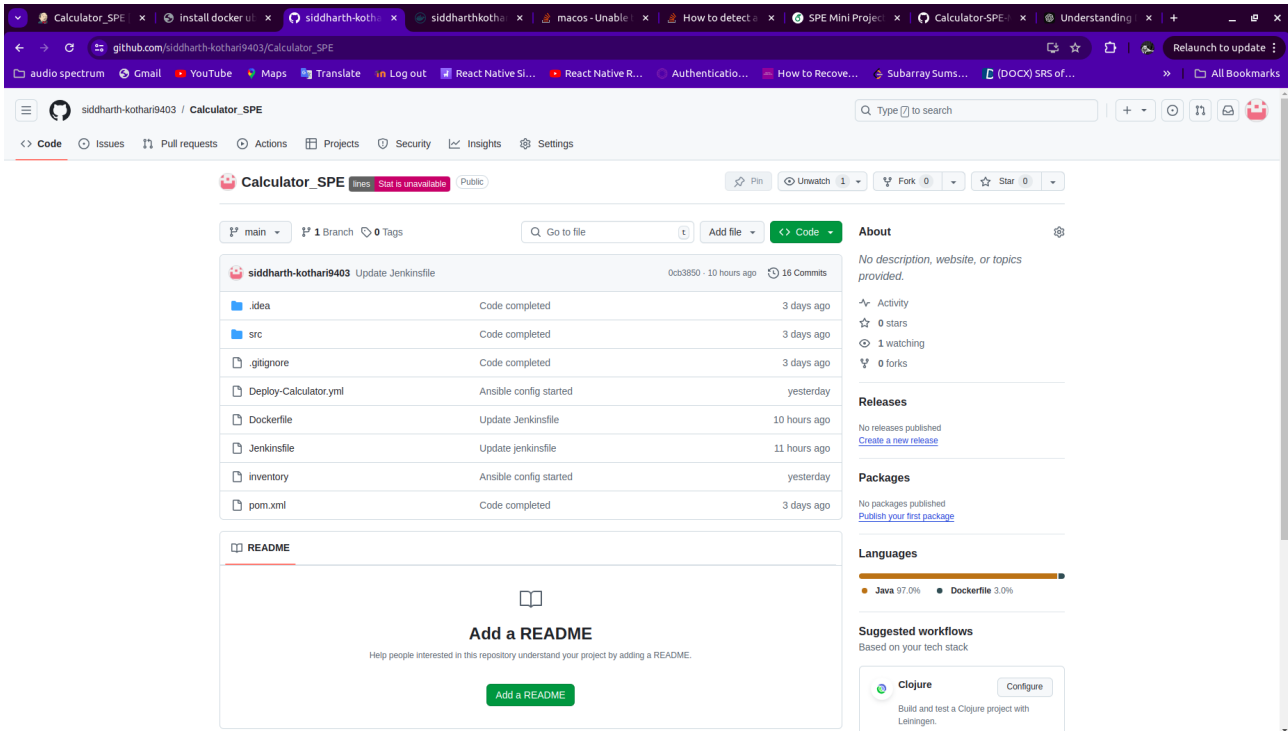 Calculator_SPE
install docker ub
siddharth-kotha
siddharthkothar
macos - Unable t
How to detect a
SPE Mini Project
Calculator-SPE-
Understanding
Relaunch to update
github.com/siddharth-kothari9403/Calculator_SPE
audio spectrum Gmail YouTube Maps Translate Log out React Native Si... React Native R... Authenticatio... How to Recove... Subarray Sums... (DOCX) SRS of... » All Bookmarks
siddharth-kothari9403 / Calculator_SPE
Type / to search
<> Code Issues Pull requests Actions Projects Security Insights Settings
Calculator_SPE lines Stat is unavailable Public
Pin Unwatch 1 Fork 0 Star 0
main 1 Branch 0 Tags
Go to file t
Add file <> Code
siddharth-kothari9403 Update Jenkinsfile 0cb3850 · 10 hours ago 16 Commits
.idea Code completed 3 days ago
src Code completed 3 days ago
.gitignore Code completed 3 days ago
Deploy-Calculator.yml Ansible config started yesterday
Dockerfile Update Jenkinsfile 10 hours ago
Jenkinsfile Update jenkinsfile 11 hours ago
inventory Ansible config started yesterday
pom.xml Code completed 3 days ago
README
Add a README
Help people interested in this repository understand your project by adding a README.
Add a README
About
No description, website, or topics
provided.
Activity
0 stars
1 watching
0 forks
Releases
No releases published
Create a new release
Packages
No packages published
Publish your first package
Languages
Java 97.0% Dockerfile 3.0%
Suggested workflows
Based on your tech stack
Clojure Configure
Build and test a Clojure project with
Leiningen.